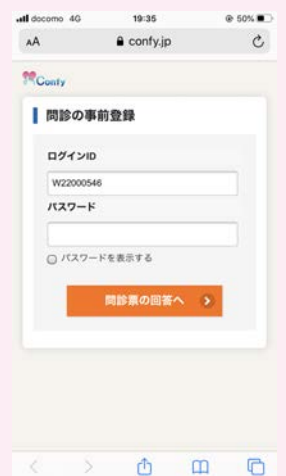 docomo 4G 19:35 50%
AA confy.jp
Confy
問診の事前登録
ログインID
W22000546
パスワード
パスワードを表示する
問診票の回答へ